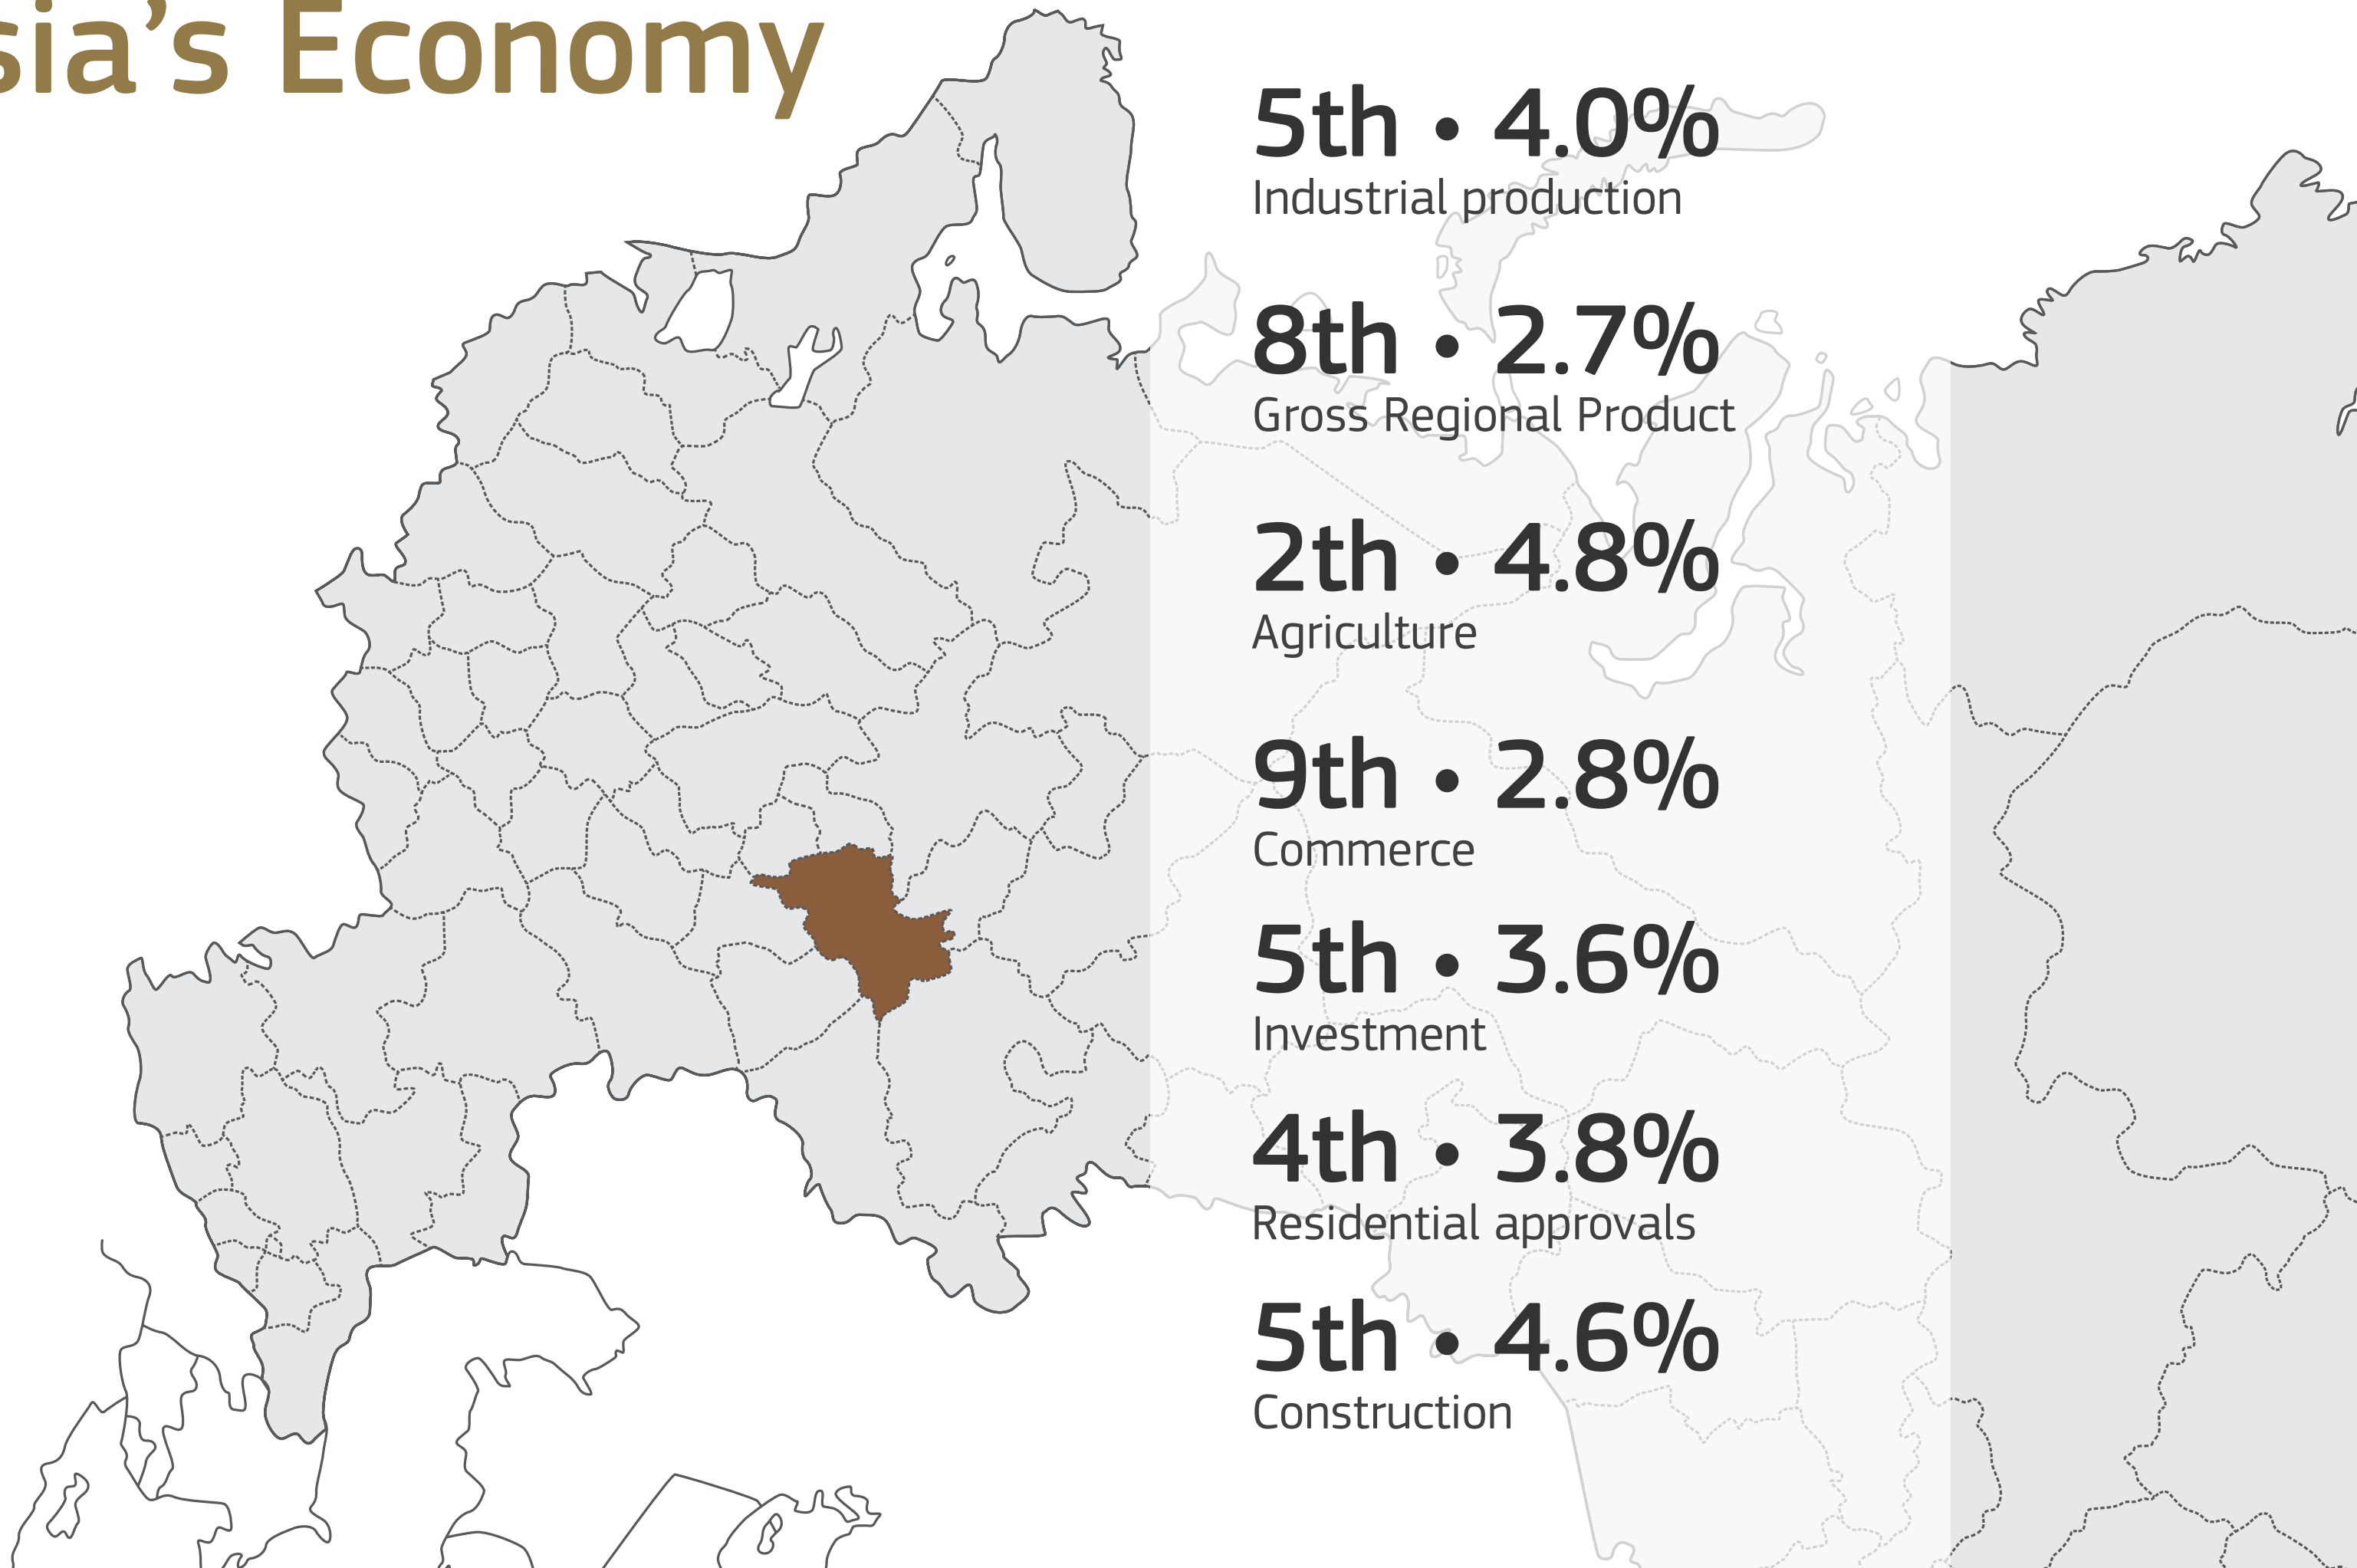 sia’s Economy
5th • 4.0%
Industrial production
8th • 2.7%
Gross Regional Product
2th • 4.8%
Agriculture
9th • 2.8%
Commerce
5th • 3.6%
Investment
4th • 3.8%
Residential approvals
5th • 4.6%
Construction